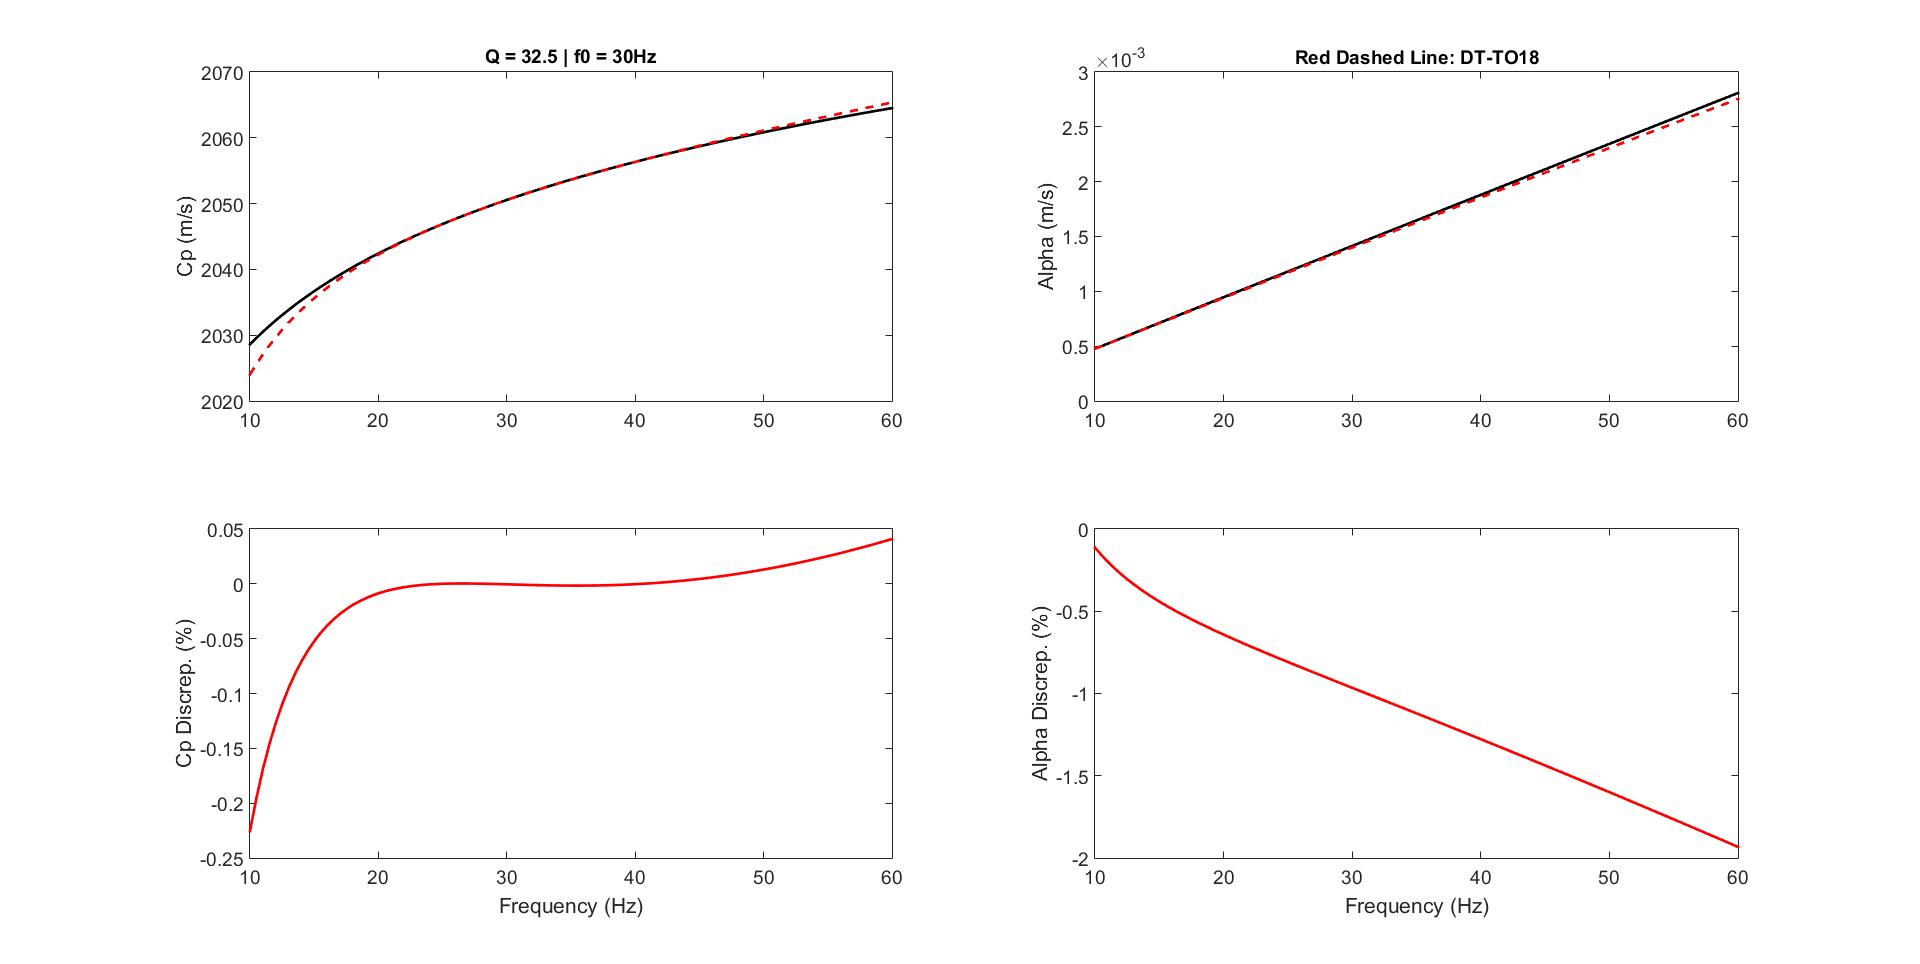 Q = 32.5 | f0 = 30Hz
2070
2060
2050
2040
2030
2020
Cp (m/s)
10 20 30 40 50 60
Red Dashed Line: DT-TO18
×10-3
3
2.5
2
1.5
1
0.5
0
Alpha (m/s)
10 20 30 40 50 60
0.05
0
-0.05
-0.1
-0.15
-0.2
-0.25
Cp Discrep. (%)
10 20 30 40 50 60
Frequency (Hz)
0
-0.5
-1
-1.5
-2
Alpha Discrep. (%)
10 20 30 40 50 60
Frequency (Hz)